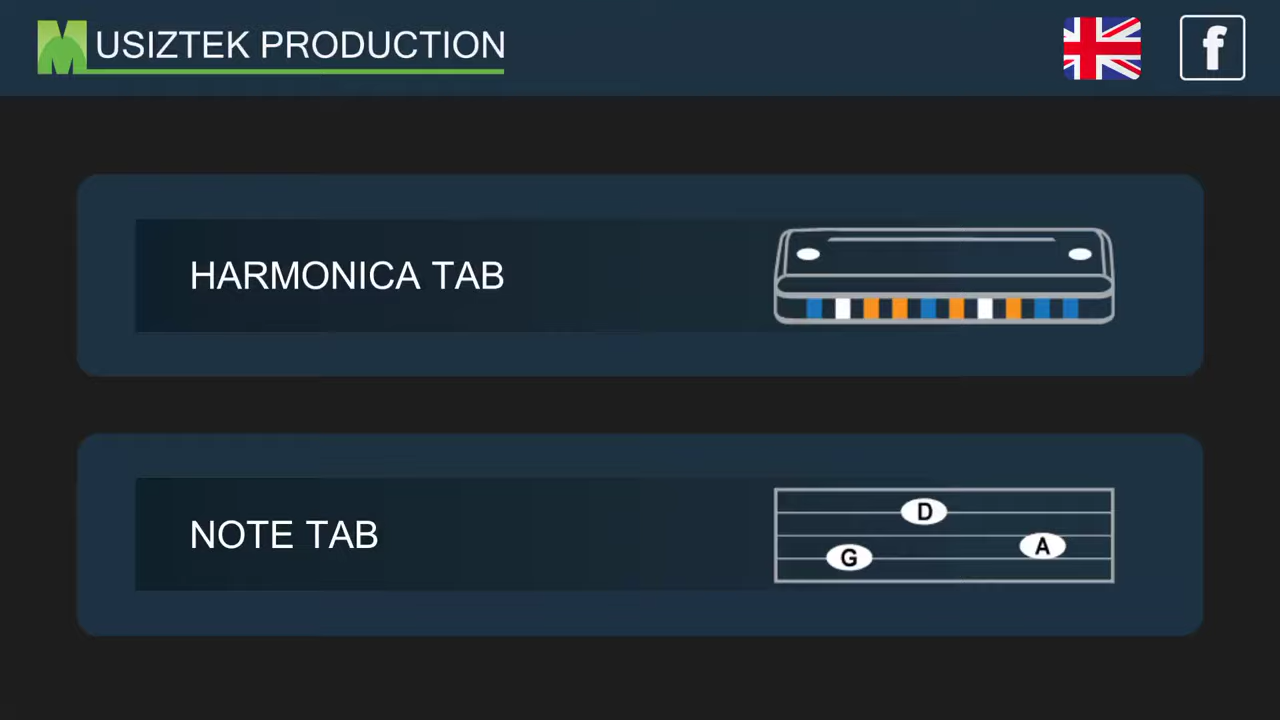 MUSIZTEK PRODUCTION
f
HARMONICA TAB
NOTE TAB
D
A
G